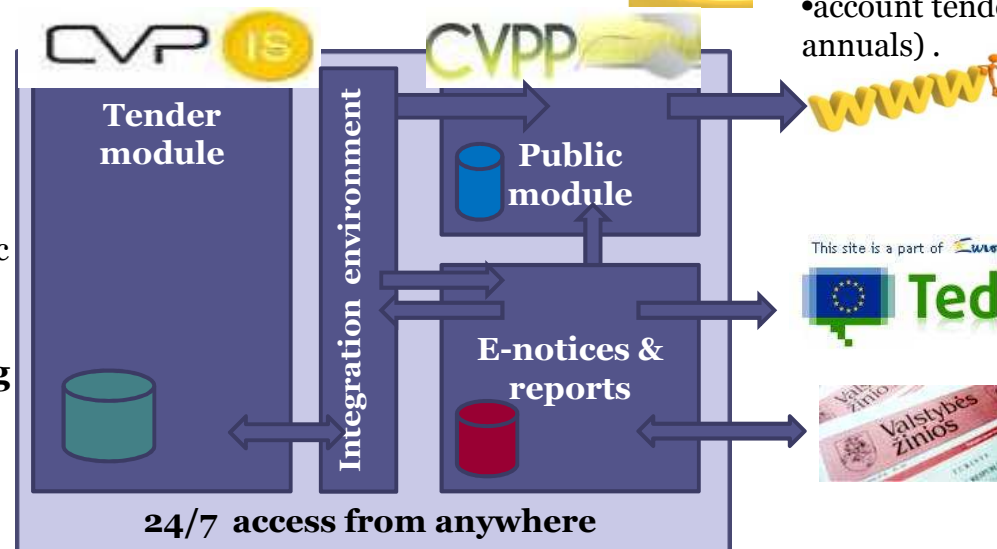 •account tende
annuals) .
CVP IS
CVPP
www
Tender
module
Integration environment
Public
module
c
This site is a part of Euro
Ted
E-notices &
reports
g
Valstybės
žinios
24/7 access from anywhere